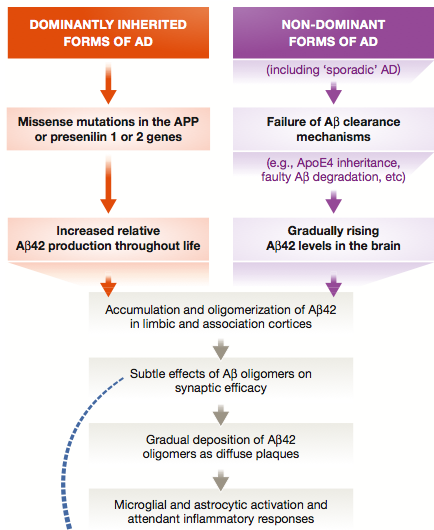 DOMINANTLY INHERITED
FORMS OF AD
NON-DOMINANT
FORMS OF AD
(including ‘sporadic’ AD)
Missense mutations in the APP
or presenilin 1 or 2 genes
Failure of Aβ clearance
mechanisms
(e.g., ApoE4 inheritance,
faulty Aβ degradation, etc)
Increased relative
Aβ42 production throughout life
Gradually rising
Aβ42 levels in the brain
Accumulation and oligomerization of Aβ42
in limbic and association cortices
Subtle effects of Aβ oligomers on
synaptic efficacy
Gradual deposition of Aβ42
oligomers as diffuse plaques
Microglial and astrocytic activation and
attendant inflammatory responses